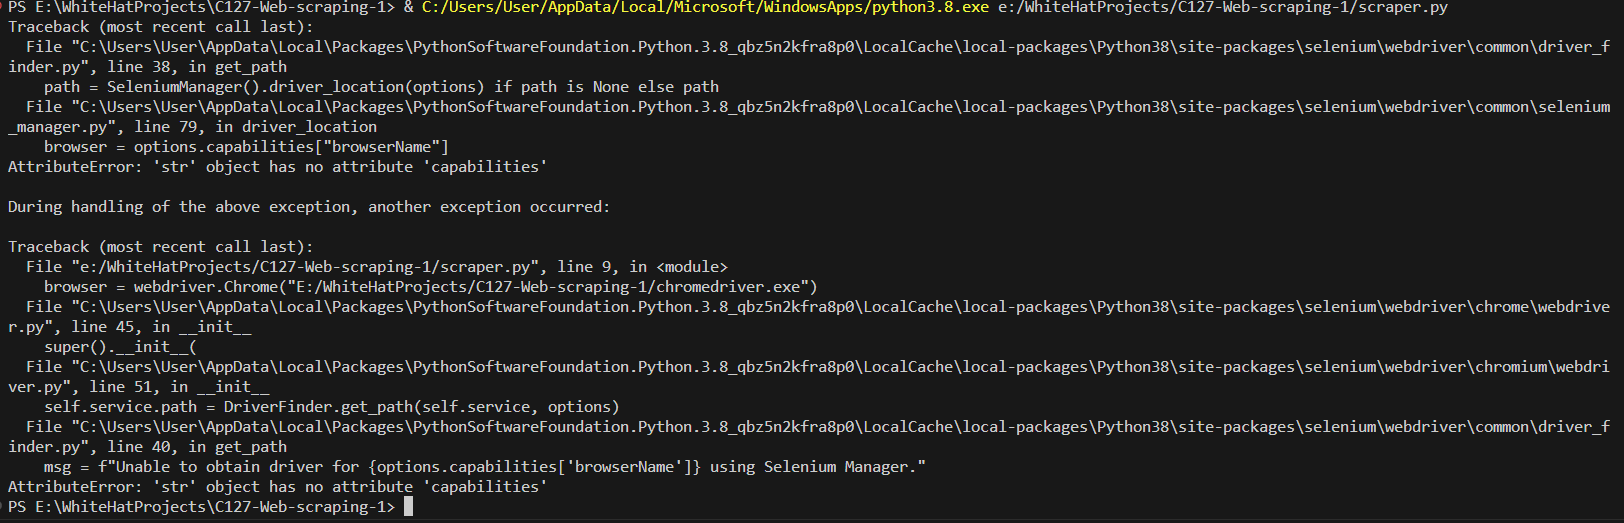 PS E:\WhiteHatProjects\C127-Web-scraping-1> & C:/Users/User/AppData/Local/Microsoft/WindowsApps/python3.8.exe e:/WhiteHatProjects/C127-Web-scraping-1/scraper.py
Traceback (most recent call last):
  File "C:\Users\User\AppData\Local\Packages\PythonSoftwareFoundation.Python.3.8_qbz5n2kfra8p0\LocalCache\local-packages\Python38\site-packages\selenium\webdriver\common\driver_f
inder.py", line 38, in get_path
    path = SeleniumManager().driver_location(options) if path is None else path
  File "C:\Users\User\AppData\Local\Packages\PythonSoftwareFoundation.Python.3.8_qbz5n2kfra8p0\LocalCache\local-packages\Python38\site-packages\selenium\webdriver\common\selenium
_manager.py", line 79, in driver_location
    browser = options.capabilities["browserName"]
AttributeError: 'str' object has no attribute 'capabilities'

During handling of the above exception, another exception occurred:

Traceback (most recent call last):
  File "e:/WhiteHatProjects/C127-Web-scraping-1/scraper.py", line 9, in <module>
    browser = webdriver.Chrome("E:/WhiteHatProjects/C127-Web-scraping-1/chromedriver.exe")
  File "C:\Users\User\AppData\Local\Packages\PythonSoftwareFoundation.Python.3.8_qbz5n2kfra8p0\LocalCache\local-packages\Python38\site-packages\selenium\webdriver\chrome\webdrive
r.py", line 45, in __init__
    super().__init__(
  File "C:\Users\User\AppData\Local\Packages\PythonSoftwareFoundation.Python.3.8_qbz5n2kfra8p0\LocalCache\local-packages\Python38\site-packages\selenium\webdriver\chromium\webdri
ver.py", line 51, in __init__
    self.service.path = DriverFinder.get_path(self.service, options)
  File "C:\Users\User\AppData\Local\Packages\PythonSoftwareFoundation.Python.3.8_qbz5n2kfra8p0\LocalCache\local-packages\Python38\site-packages\selenium\webdriver\common\driver_f
inder.py", line 40, in get_path
    msg = f"Unable to obtain driver for {options.capabilities['browserName']} using Selenium Manager."
AttributeError: 'str' object has no attribute 'capabilities'
PS E:\WhiteHatProjects\C127-Web-scraping-1>